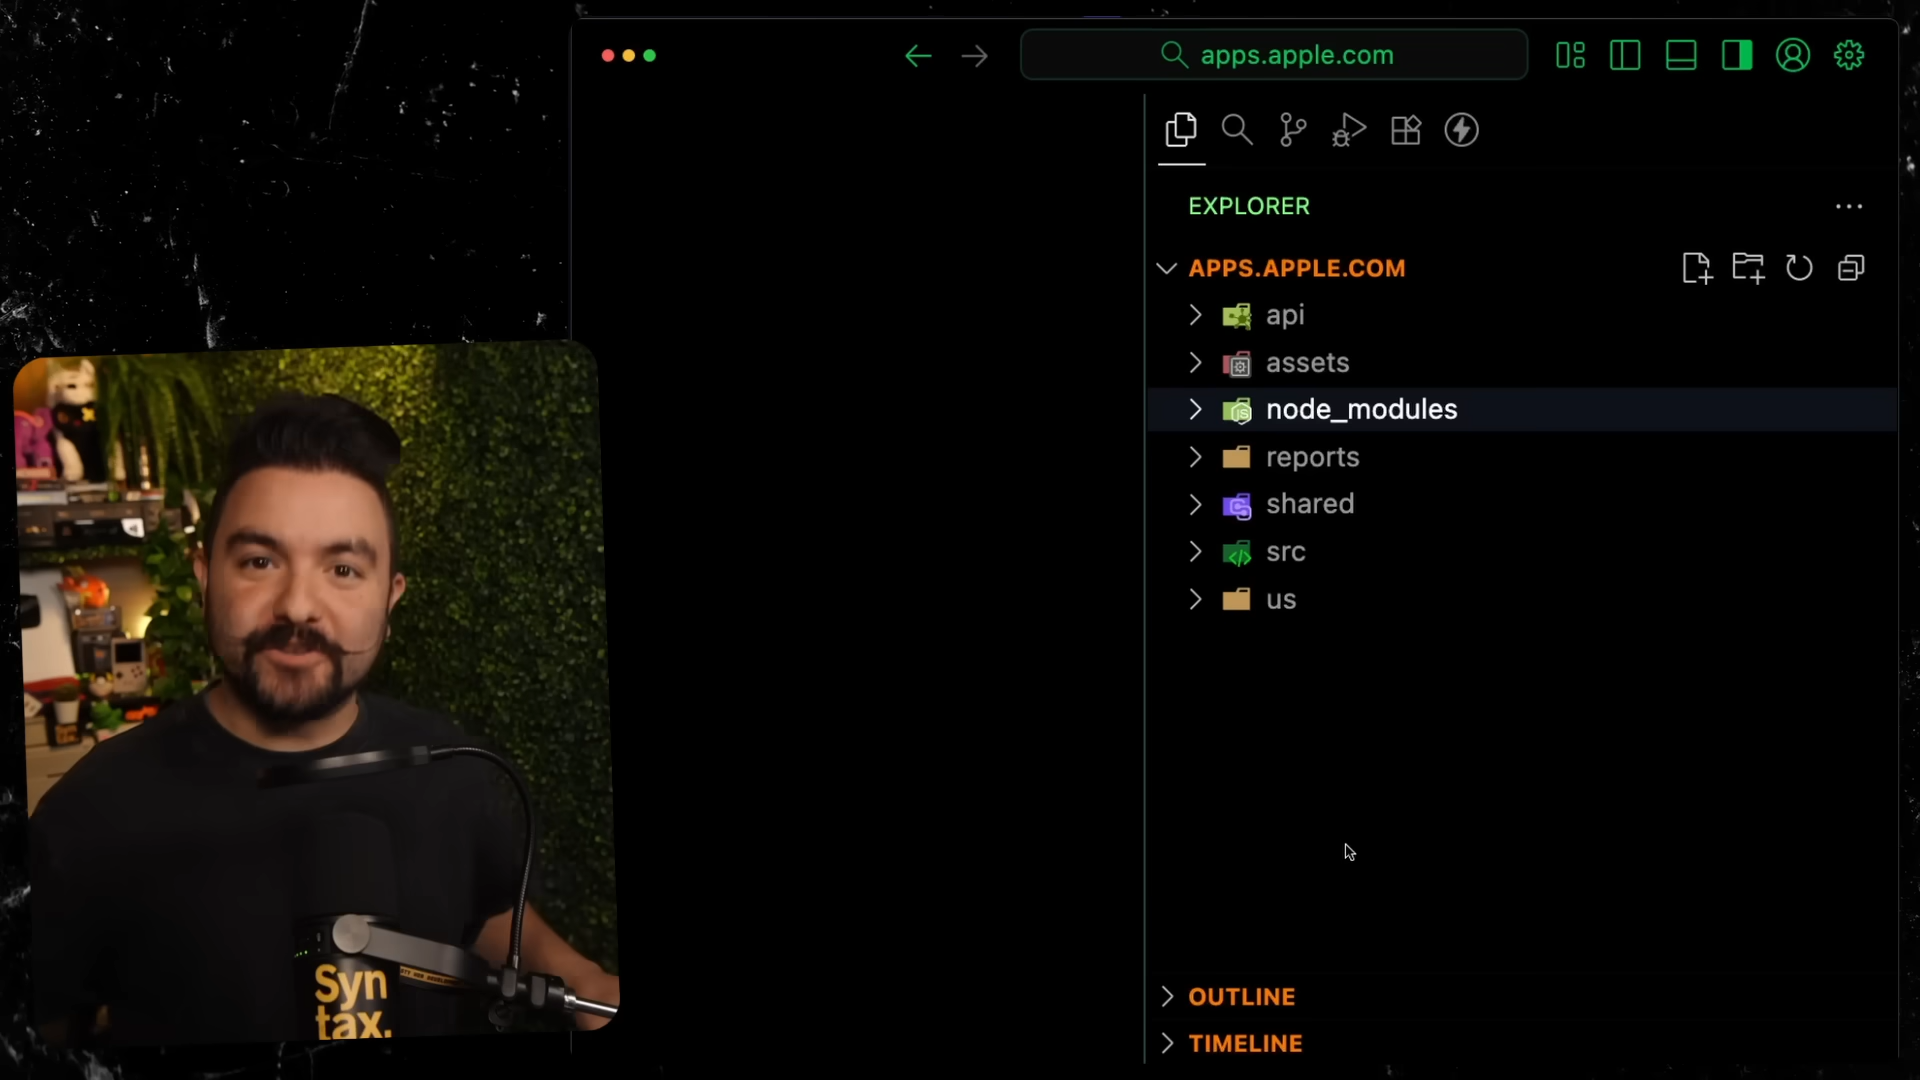 apps.apple.com
EXPLORER
APPS.APPLE.COM
api
assets
node_modules
reports
shared
src
us
OUTLINE
TIMELINE
Syn
tax.